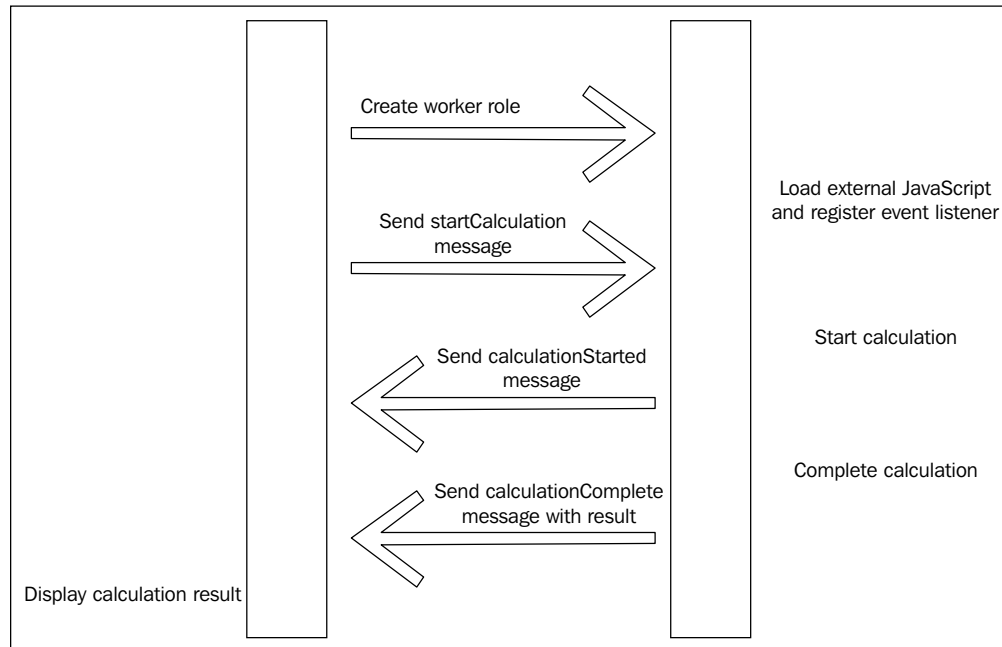 Create worker role
Load external JavaScript
and register event listener
Send startCalculation
message
Start calculation
Send calculationStarted
message
Complete calculation
Send calculationComplete
message with result
Display calculation result